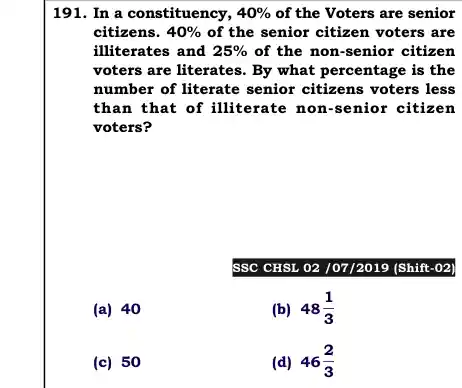 191. In a constituency, 40% of the Voters are senior
citizens. 40% of the senior citizen voters are
illiterates and 25% of the non-senior citizen
voters are literates. By what percentage is the
number of literate senior citizens voters less
than that of illiterate non-senior citizen
voters?
SSC CHSL 02 /07/2019 (Shift-02)
(a) 40 (b) 48 1/3
(c) 50 (d) 46 2/3